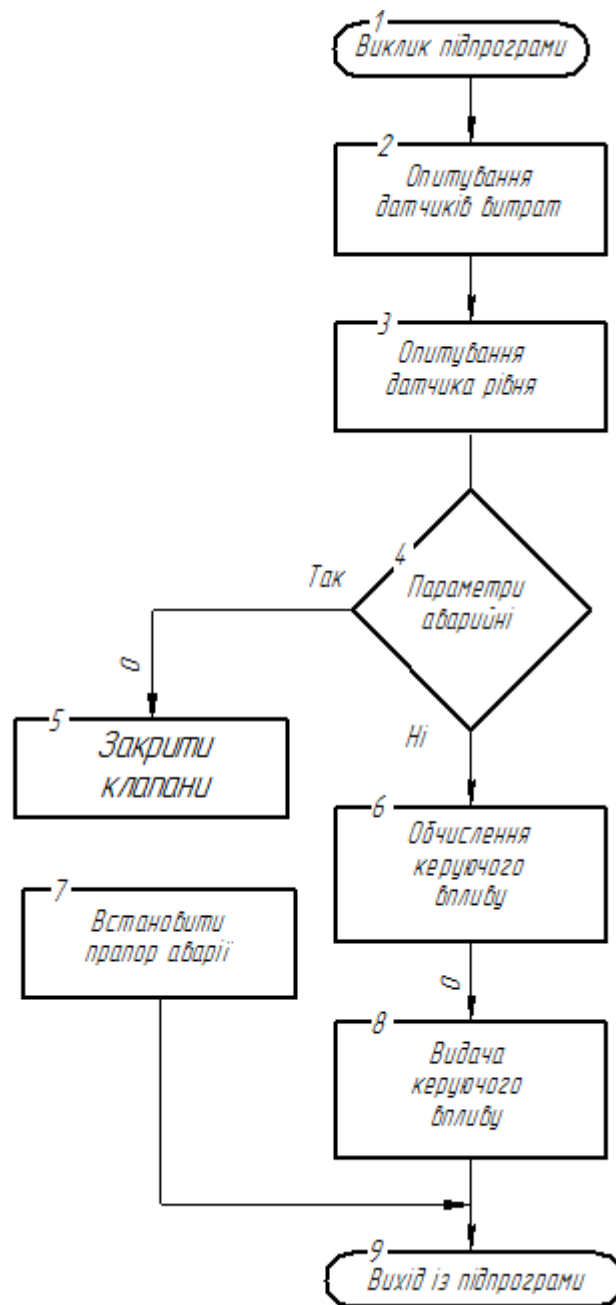 1
Виклик підпрограми
2
Опитування
датчиків витрат
3
Опитування
датчика рівня
4
Параметри
аварийні
Так
0
Ні
5
Закрити
клапани
6
Обчислення
керуючого
впливу
7
Встановити
прапор аварії
0
8
Видача
керуючого
впливу
9
Вихід із підпрограми